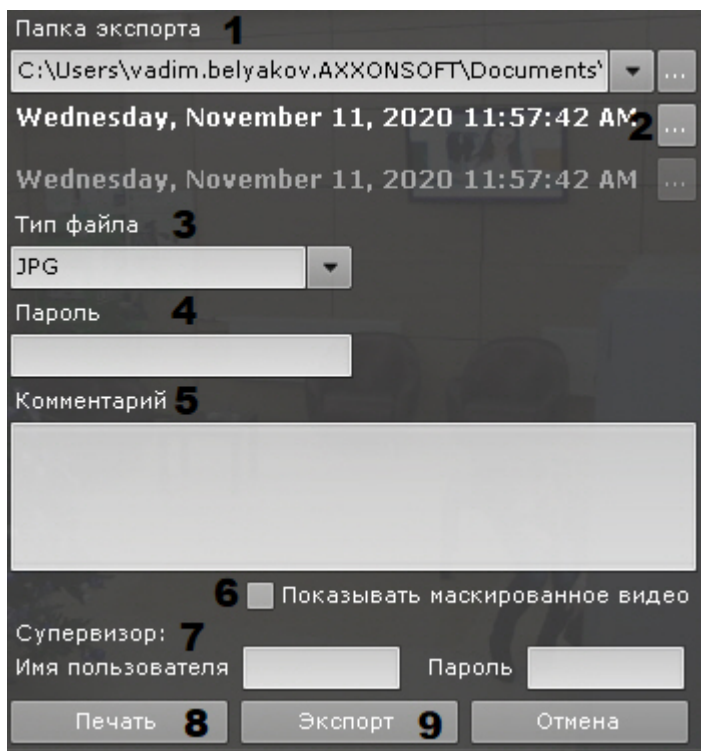 Папка экспорта 1
C:\Users\vadim.belyakov.AXXONSOFT\Documents\ ...
Wednesday, November 11, 2020 11:57:42 AM 2 ...
Wednesday, November 11, 2020 11:57:42 AM ...
Тип файла 3
JPG
Пароль 4
Комментарий 5
6 Показывать маскированное видео
Супервизор: 7
Имя пользователя Пароль
Печать 8 Экспорт 9 Отмена